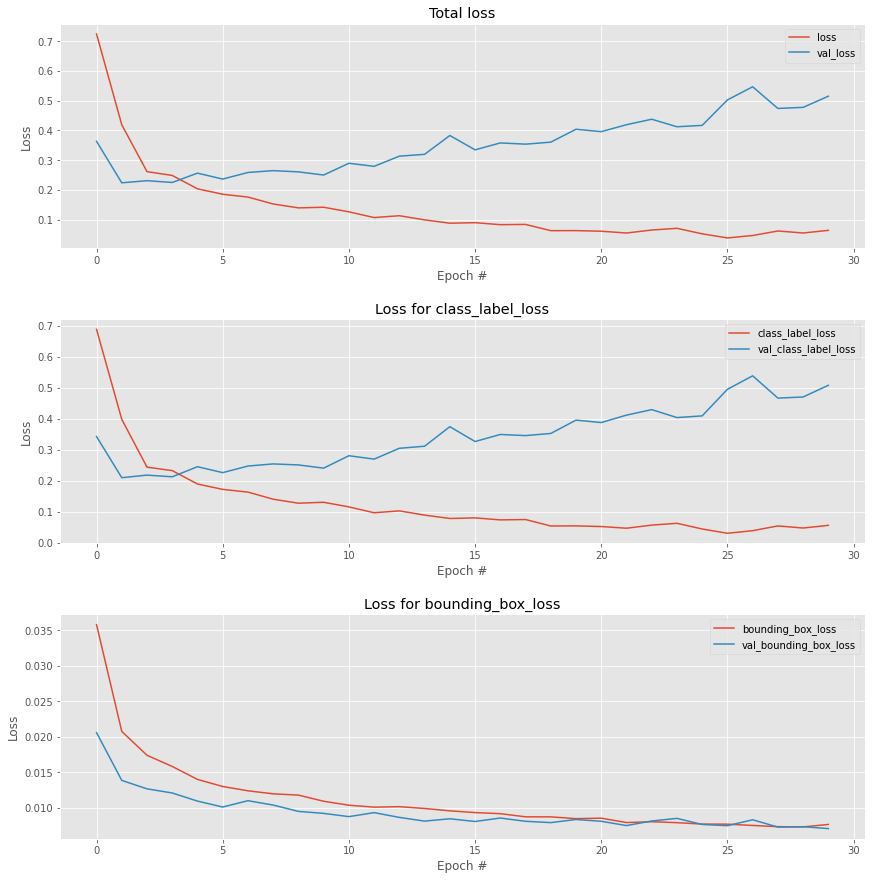 Total loss
loss
val_loss
0.7
0.6
0.5
0.4
0.3
0.2
0.1
Loss
0 5 10 15 20 25 30
Epoch #
Loss for class_label_loss
class_label_loss
val_class_label_loss
0.7
0.6
0.5
0.4
0.3
0.2
0.1
0.0
Loss
0 5 10 15 20 25 30
Epoch #
Loss for bounding_box_loss
bounding_box_loss
val_bounding_box_loss
0.035
0.030
0.025
0.020
0.015
0.010
Loss
0 5 10 15 20 25 30
Epoch #